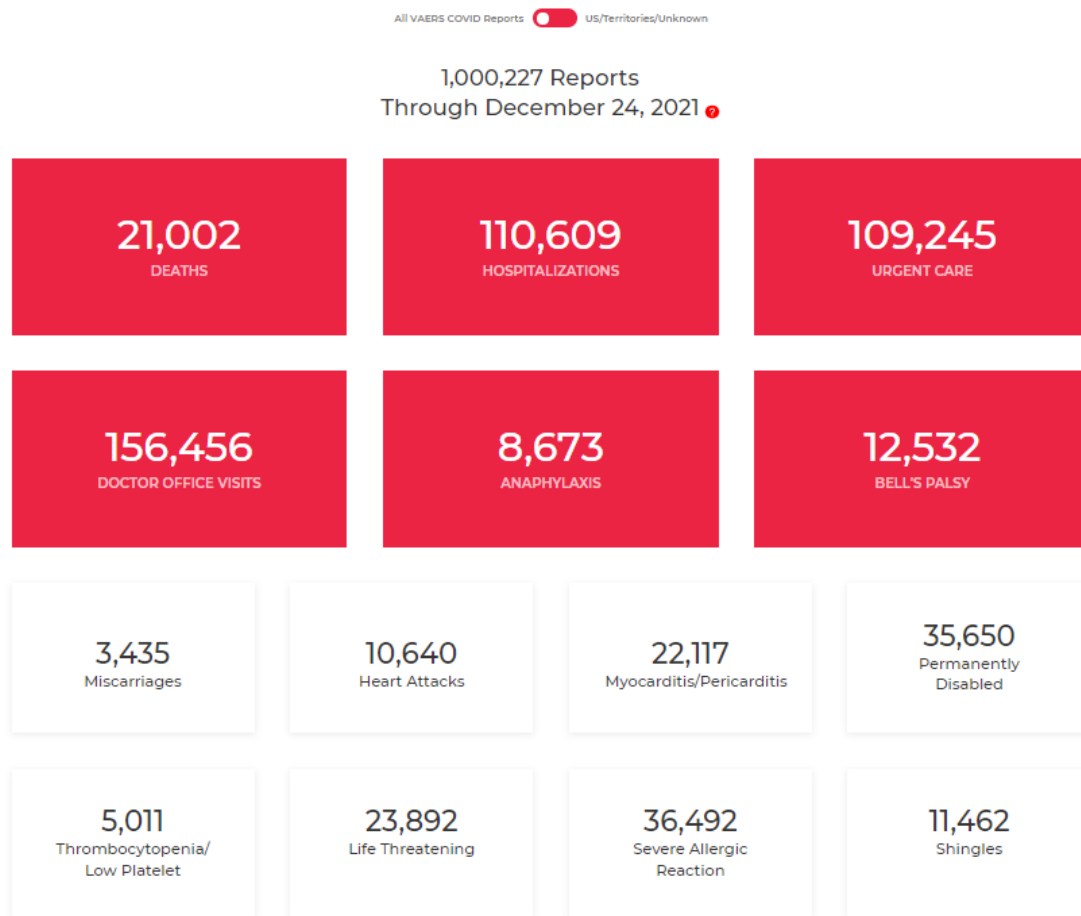 All VAERS COVID Reports US/Territories/Unknown
1,000,227 Reports
Through December 24, 2021 ?
21,002
DEATHS
110,609
HOSPITALIZATIONS
109,245
URGENT CARE
156,456
DOCTOR OFFICE VISITS
8,673
ANAPHYLAXIS
12,532
BELL'S PALSY
3,435
Miscarriages
10,640
Heart Attacks
22,117
Myocarditis/Pericarditis
35,650
Permanently
Disabled
5,011
Thrombocytopenia/
Low Platelet
23,892
Life Threatening
36,492
Severe Allergic
Reaction
11,462
Shingles